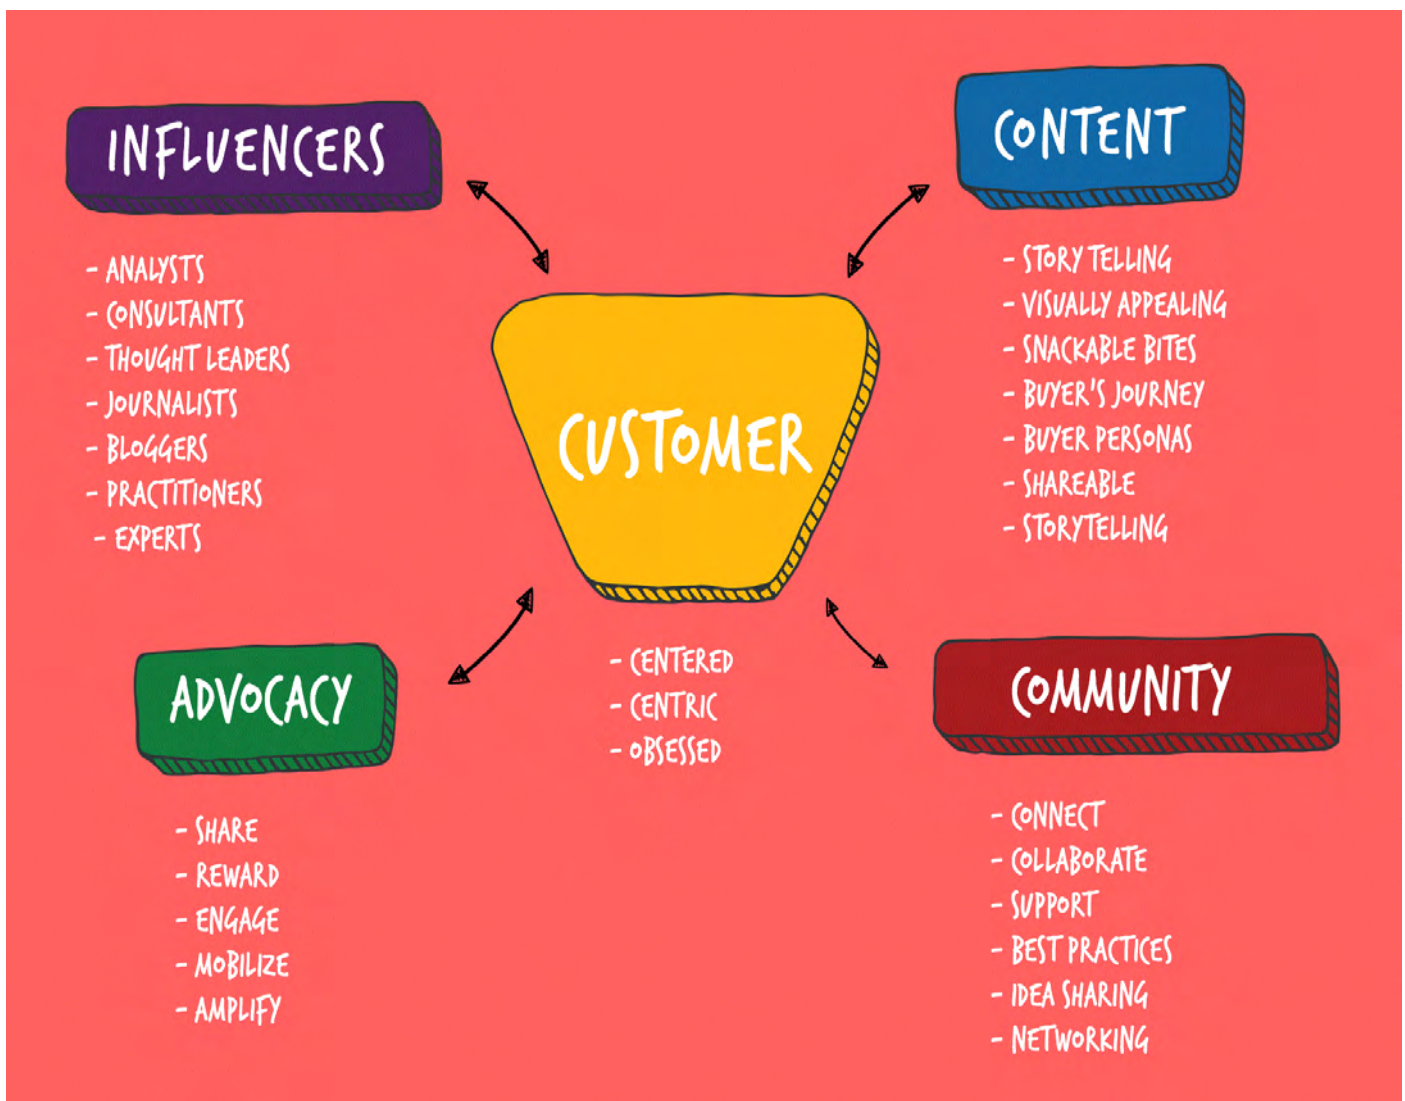 INFLUENCERS
- ANALYSTS
- CONSULTANTS
- THOUGHT LEADERS
- JOURNALISTS
- BLOGGERS
- PRACTITIONERS
- EXPERTS
CONTENT
- STORY TELLING
- VISUALLY APPEALING
- SNACKABLE BITES
- BUYER'S JOURNEY
- BUYER PERSONAS
- SHAREABLE
- STORYTELLING
CUSTOMER
- CENTERED
- CENTRIC
- OBSESSED
ADVOCACY
- SHARE
- REWARD
- ENGAGE
- MOBILIZE
- AMPLIFY
COMMUNITY
- CONNECT
- COLLABORATE
- SUPPORT
- BEST PRACTICES
- IDEA SHARING
- NETWORKING